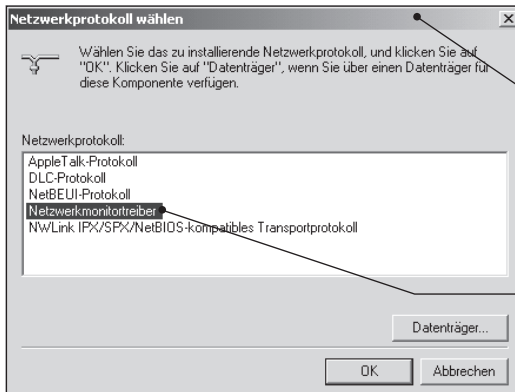 Netzwerkprotokoll wählen
Wählen Sie das zu installierende Netzwerkprotokoll, und klicken Sie auf
"OK". Klicken Sie auf "Datenträger", wenn Sie über einen Datenträger für
diese Komponente verfügen.
Netzwerkprotokoll:
AppleTalk-Protokoll
DLC-Protokoll
NetBEUI-Protokoll
Netzwerkmonitortreiber
NWLink IPX/SPX/NetBIOS-kompatibles Transportprotokoll
Datenträger...
OK
Abbrechen